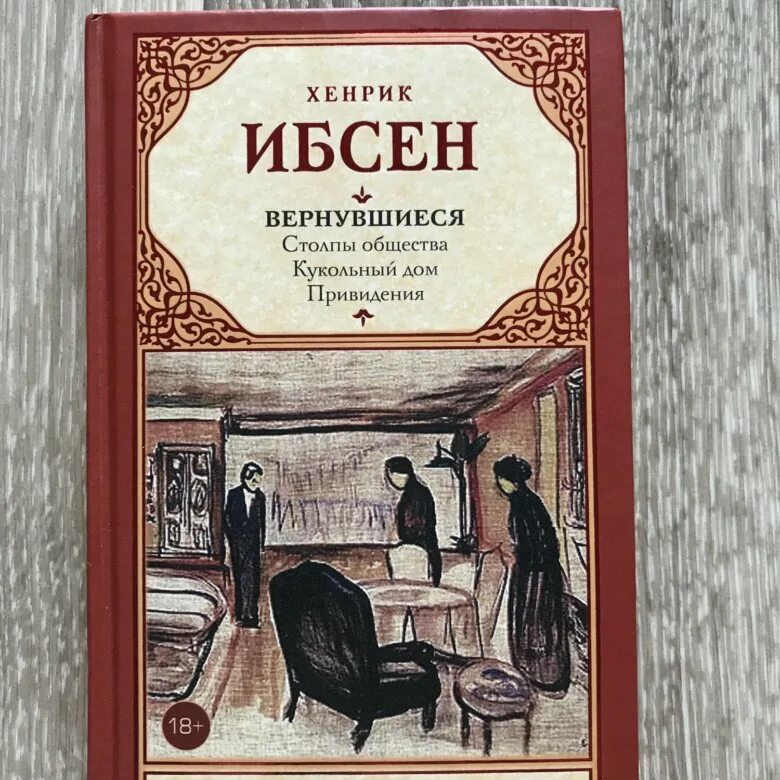 ХЕНРИК
ИБСЕН
ВЕРНУВШИЕСЯ
Столпы общества
Кукольный дом
Привидения
18+